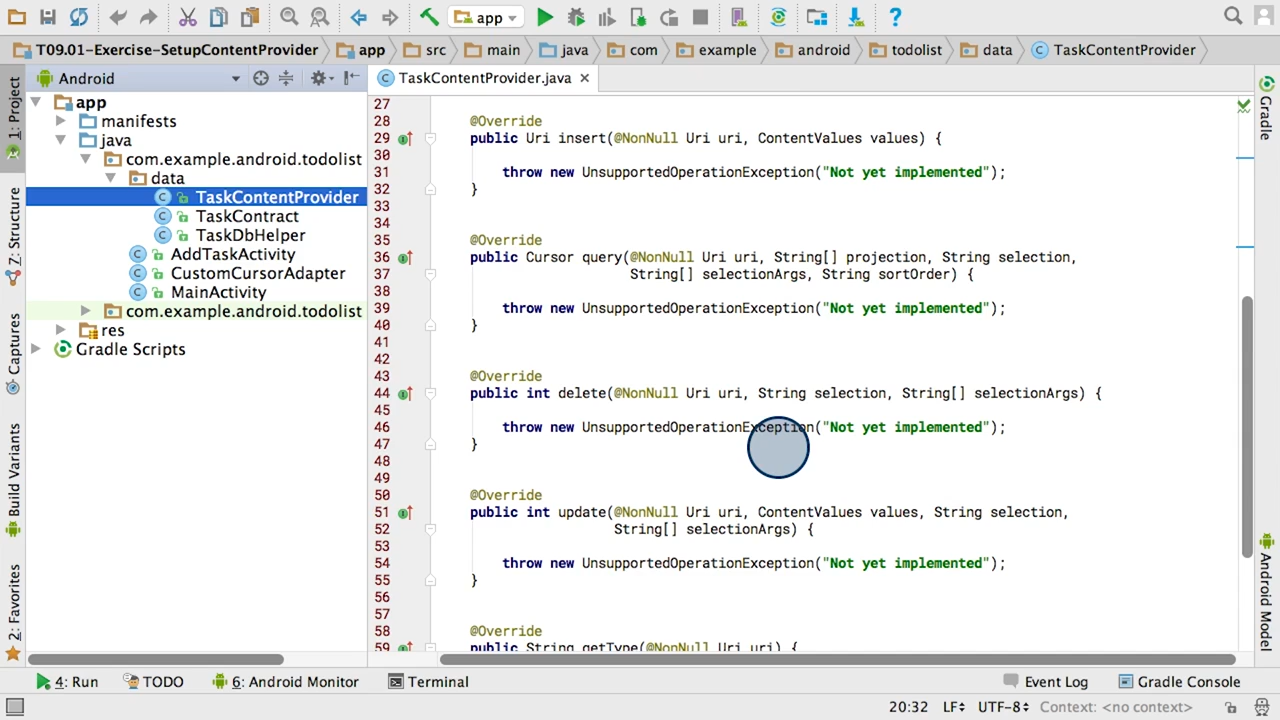 app
T09.01-Exercise-SetupContentProvider app src main java com example android todolist data TaskContentProvider
1: Project
Z: Structure
Captures
Build Variants
2: Favorites
Android
app
manifests
java
com.example.android.todolist
data
TaskContentProvider
TaskContract
TaskDbHelper
AddTaskActivity
CustomCursorAdapter
MainActivity
com.example.android.todolist
res
Gradle Scripts
TaskContentProvider.java
27
28 @Override
29 public Uri insert(@NonNull Uri uri, ContentValues values) {
30
31 throw new UnsupportedOperationException("Not yet implemented");
32 }
33
34
35 @Override
36 public Cursor query(@NonNull Uri uri, String[] projection, String selection,
37 String[] selectionArgs, String sortOrder) {
38
39 throw new UnsupportedOperationException("Not yet implemented");
40 }
41
42
43 @Override
44 public int delete(@NonNull Uri uri, String selection, String[] selectionArgs) {
45
46 throw new UnsupportedOperationException("Not yet implemented");
47 }
48
49
50 @Override
51 public int update(@NonNull Uri uri, ContentValues values, String selection,
52 String[] selectionArgs) {
53
54 throw new UnsupportedOperationException("Not yet implemented");
55 }
56
57
58 @Override
59 public String getType(@NonNull Uri uri) {
Gradle
Android Model
4: Run TODO 6: Android Monitor Terminal Event Log Gradle Console
20:32 LF UTF-8 Context: <no context>